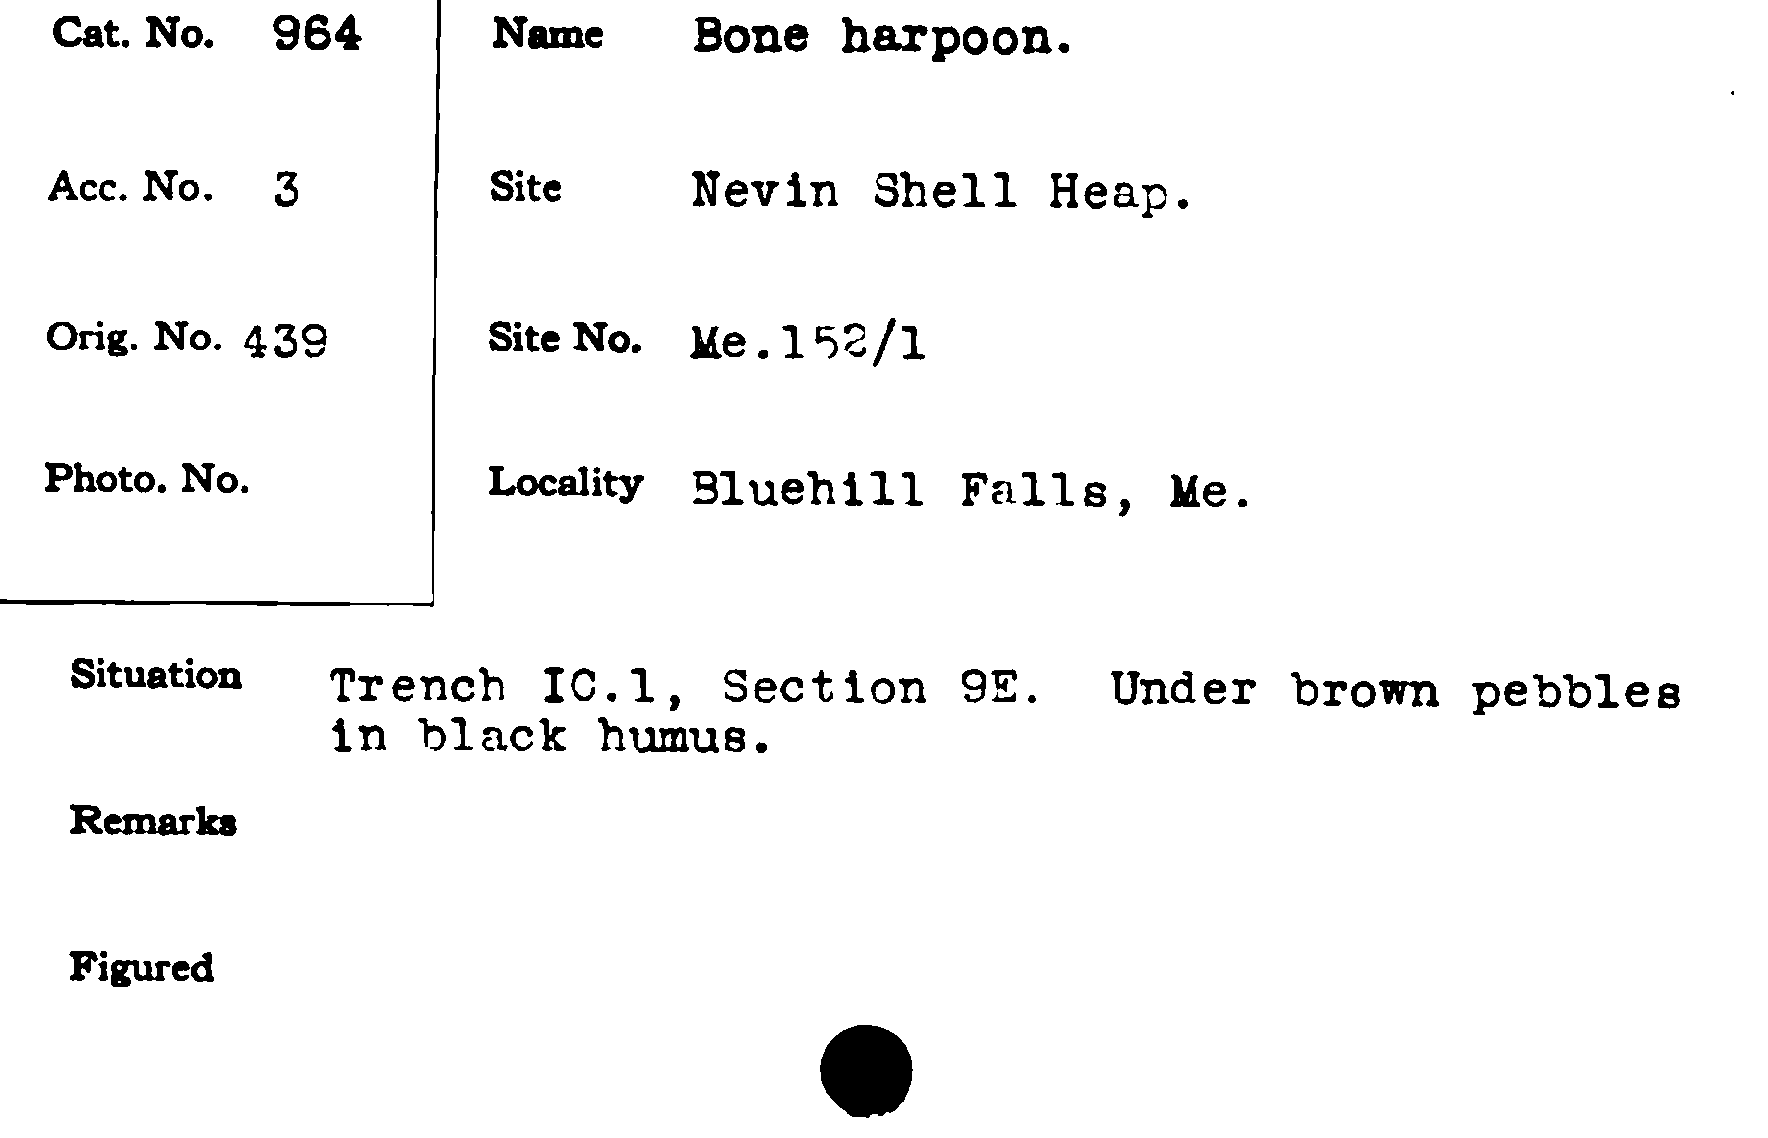 Cat. No. 964
Name Bone harpoon.
Acc. No. 3
Site Nevin Shell Heap.
Orig. No. 439
Site No. Me.152/1
Photo. No.
Locality Bluehill Falls, Me.
Situation Trench IC.1, Section 9E. Under brown pebbles
in black humus.
Remarks
Figured